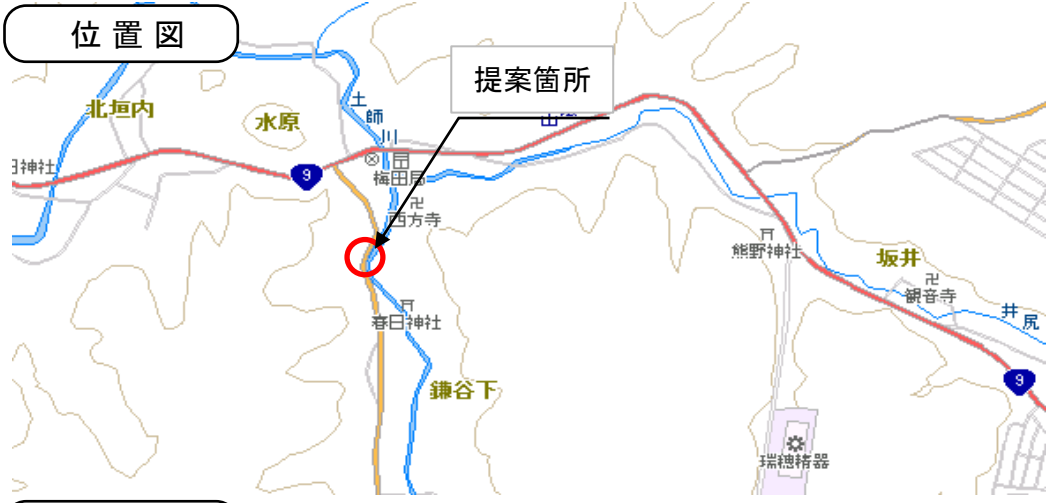 位置図
提案箇所
北垣内
水原
土師川
日神社
9
梅田局
西方寺
熊野神社
坂井
観音寺
井尻
春日神社
鎌谷下
9
瑞穂椿器